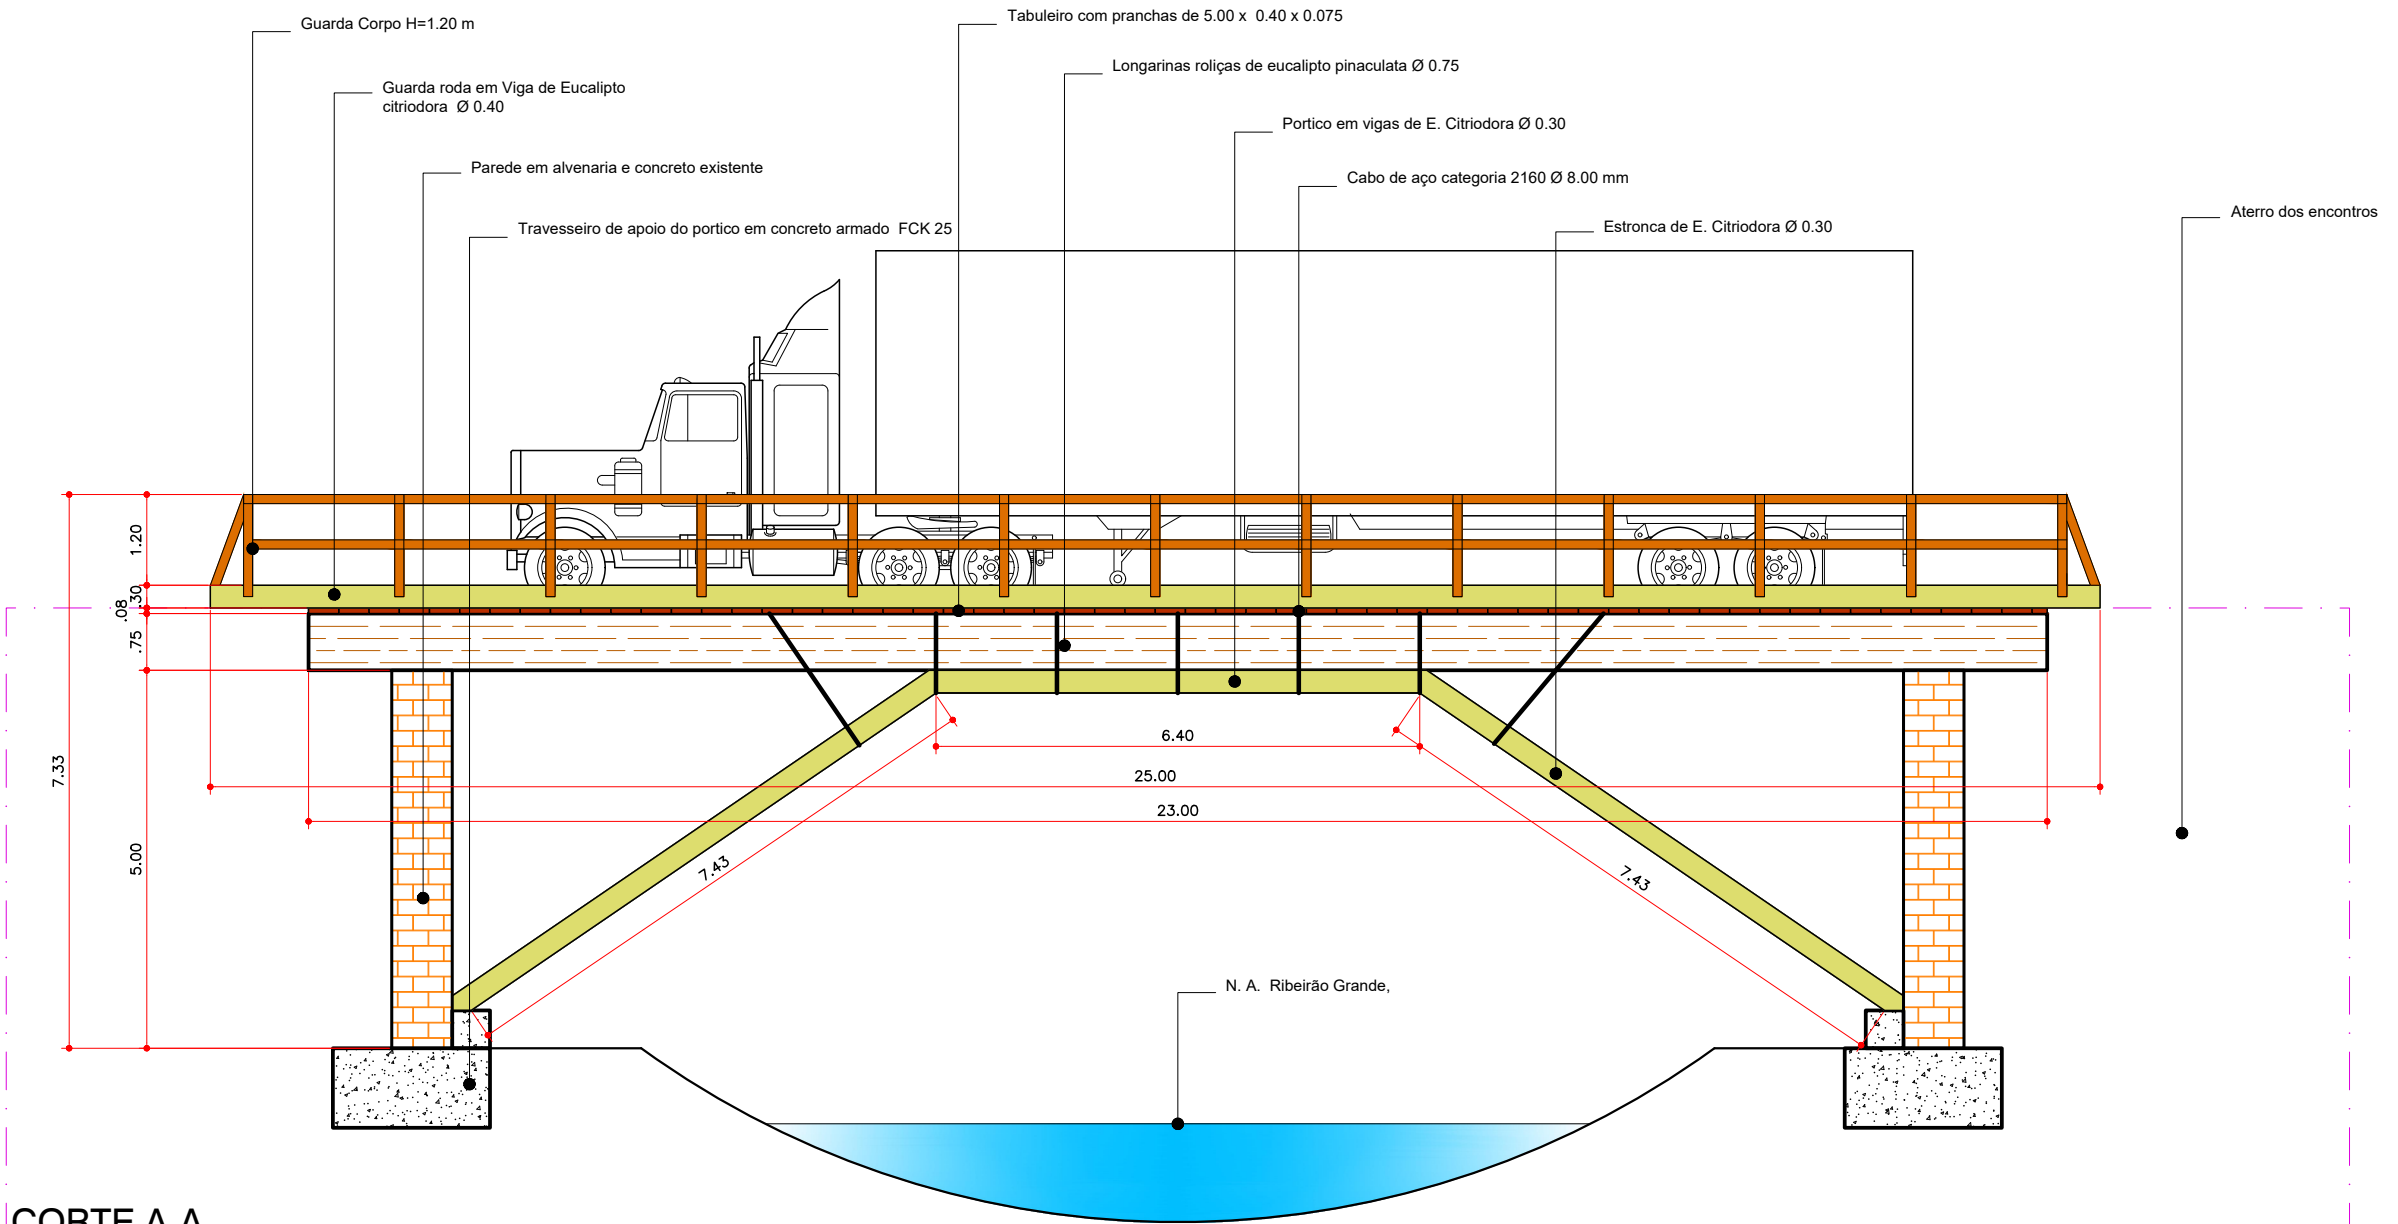 Guarda Corpo H=1.20 m
Tabuleiro com pranchas de 5.00 x 0.40 x 0.075
Longarinas roliças de eucalipto pinaculata Ø 0.75
Guarda roda em Viga de Eucalipto
citriodora Ø 0.40
Portico em vigas de E. Citriodora Ø 0.30
Parede em alvenaria e concreto existente
Cabo de aço categoria 2160 Ø 8.00 mm
Aterro dos encontros
Travesseiro de apoio do portico em concreto armado FCK 25
Estronca de E. Citriodora Ø 0.30
1.20
.30
.08
.75
7.33
5.00
6.40
25.00
23.00
7.43
7.43
N. A. Ribeirão Grande,
CORTE A A